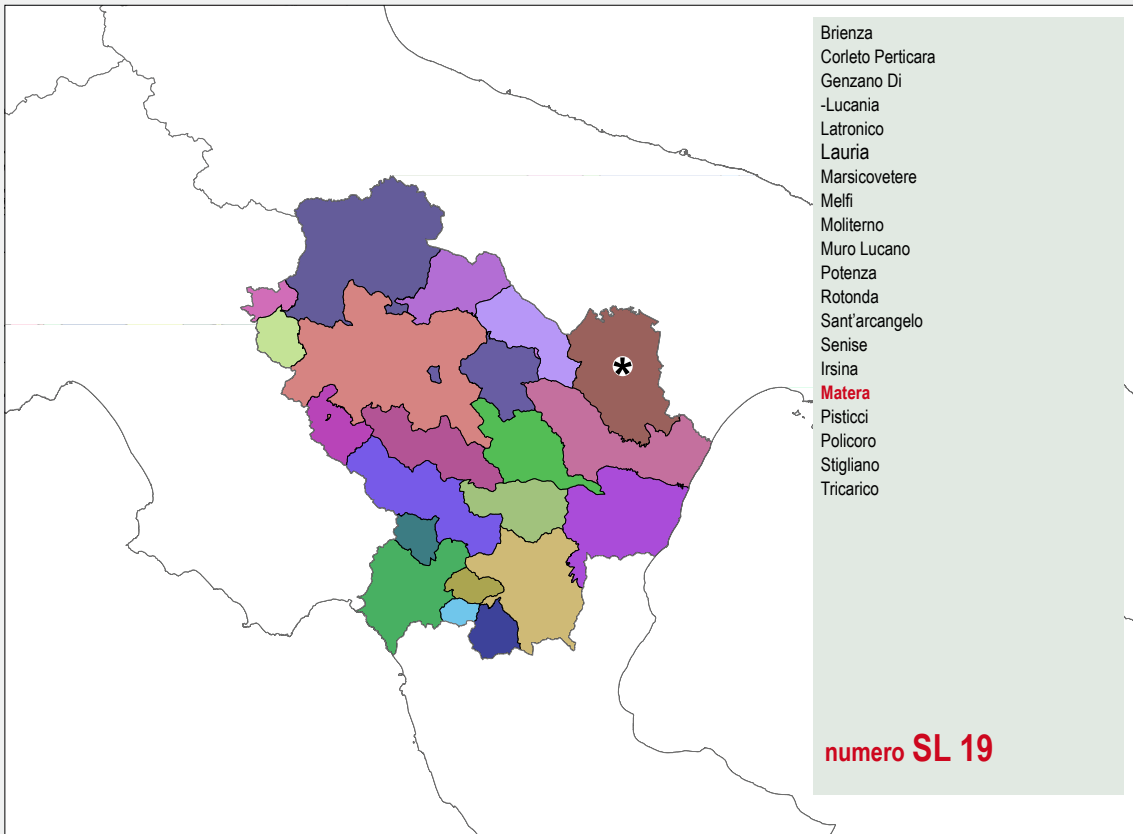 Brienza
Corleto Perticara
Genzano Di
-Lucania
Latronico
Lauria
Marsicovetere
Melfi
Moliterno
Muro Lucano
Potenza
Rotonda
Sant'arcangelo
Senise
Irsina
Matera
Pisticci
Policoro
Stigliano
Tricarico
numero SL 19
*